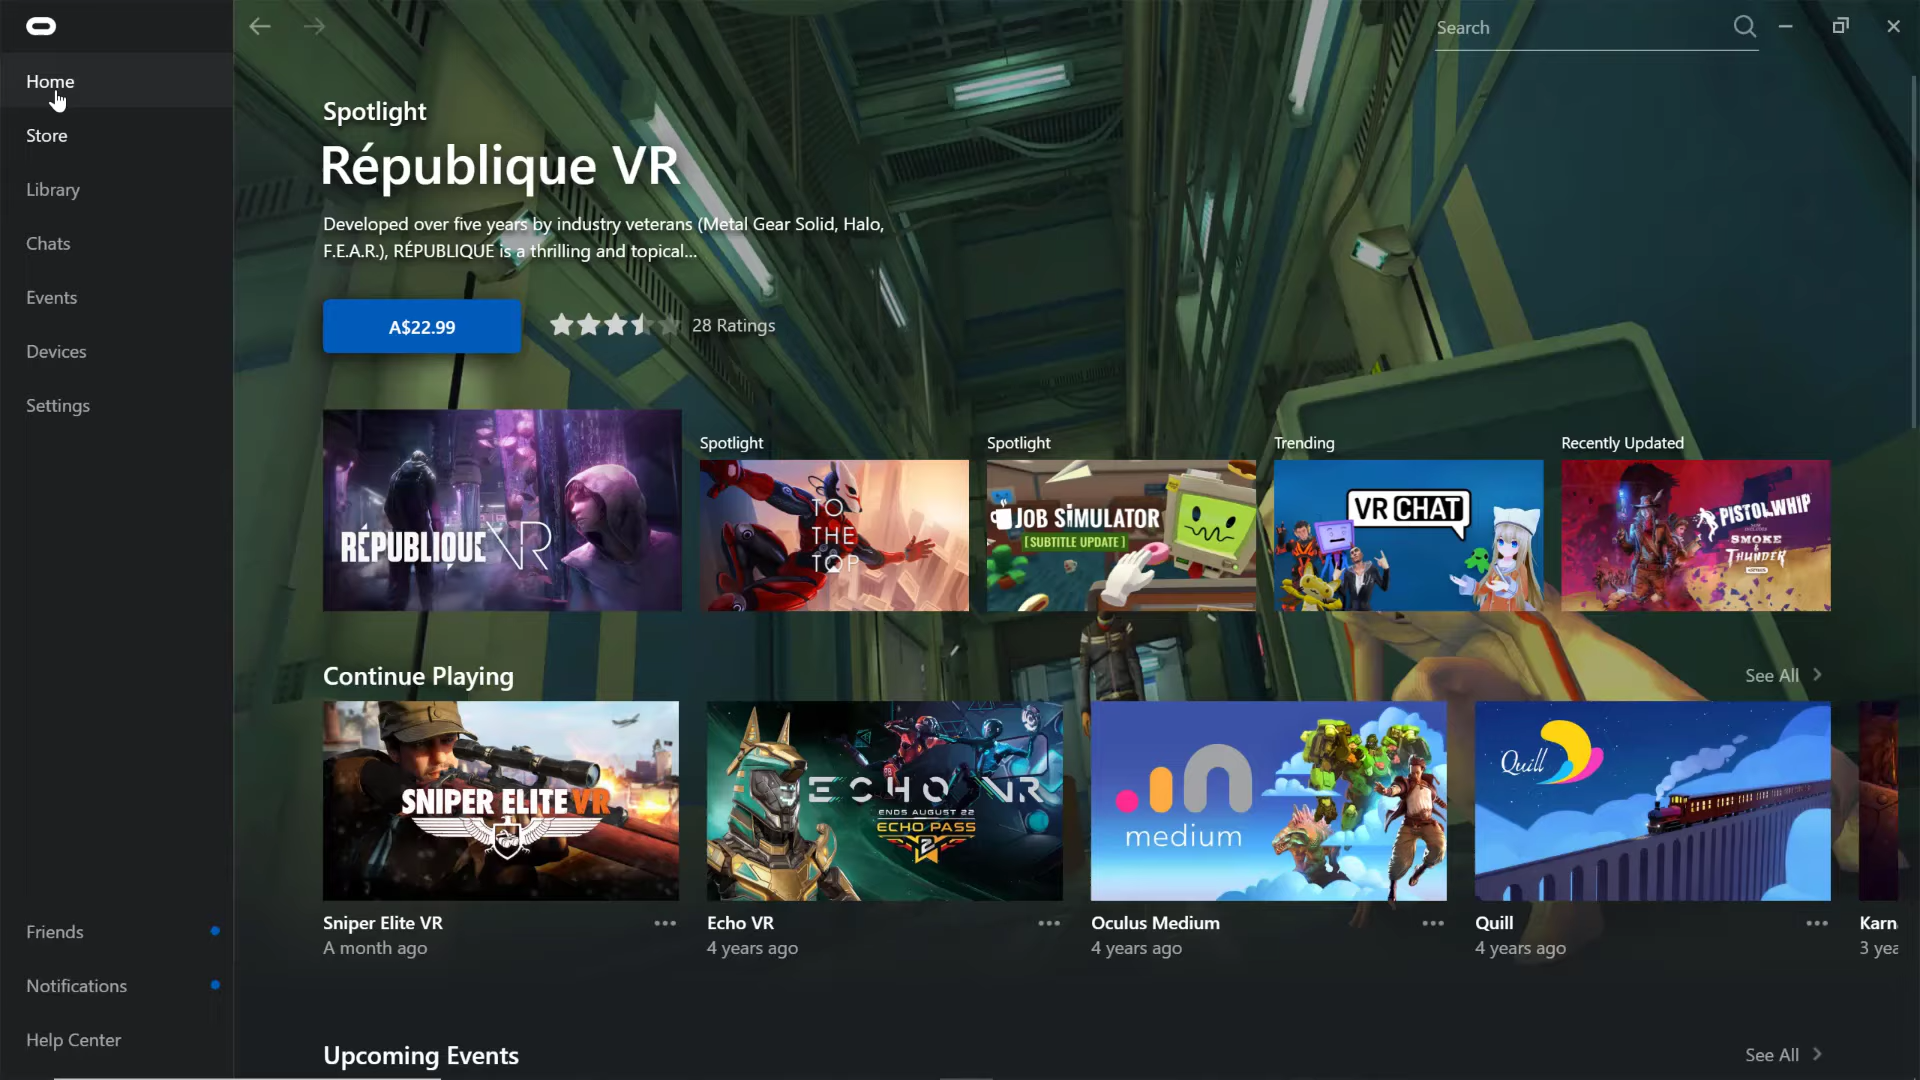 Search
Home
Store
Library
Chats
Events
Devices
Settings
Friends
Notifications
Help Center
Spotlight
République VR
Developed over five years by industry veterans (Metal Gear Solid, Halo,
F.E.A.R.), RÉPUBLIQUE is a thrilling and topical...
A$22.99
28 Ratings
Spotlight
Spotlight
Trending
Recently Updated
RÉPUBLIQUE VR
TO
THE
TOP
JOB SIMULATOR
[SUBTITLE UPDATE]
VR CHAT
PISTOL WHIP
SMOKE
&
THUNDER
Continue Playing
See All
SNIPER ELITE VR
ECHO VR
ENDS AUGUST 22
ECHO PASS
2
medium
Quill
Sniper Elite VR
A month ago
Echo VR
4 years ago
Oculus Medium
4 years ago
Quill
4 years ago
Karn
3 yea
Upcoming Events
See All